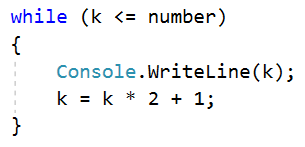 while (k <= number)
{
    Console.WriteLine(k);
    k = k * 2 + 1;
}